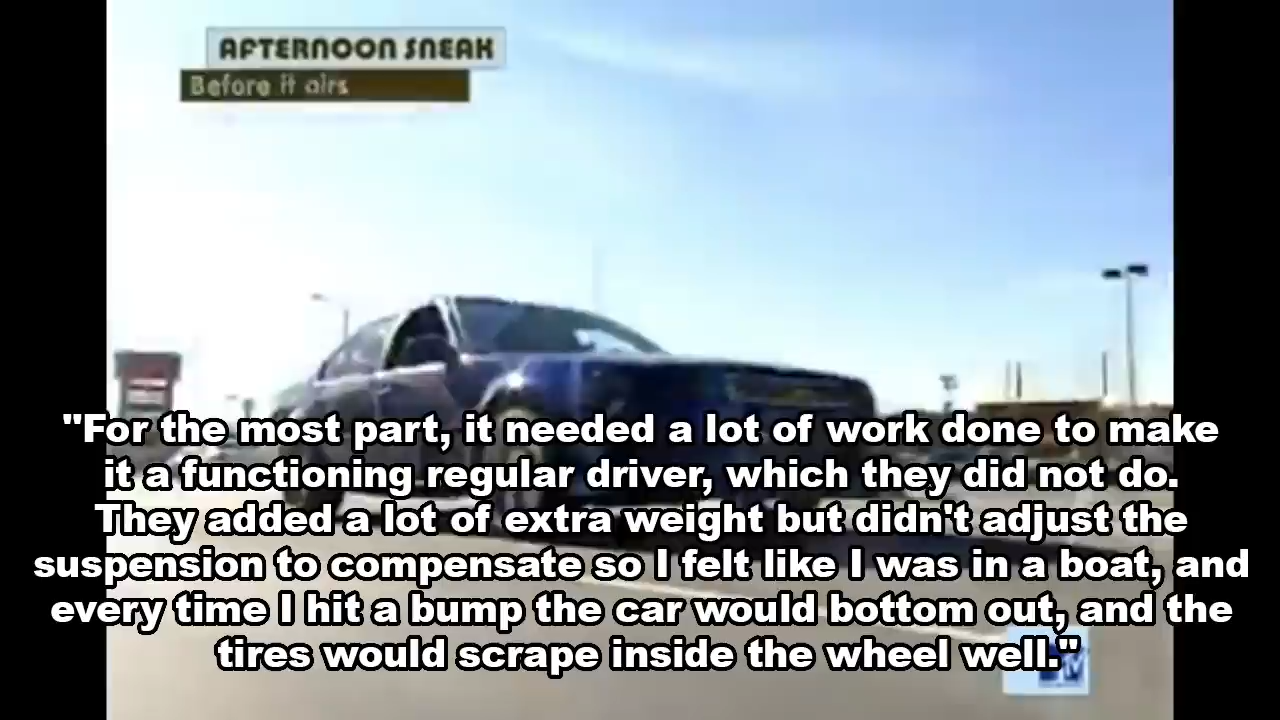 AFTERNOON SNEAK
Before it airs
"For the most part, it needed a lot of work done to make
it a functioning regular driver, which they did not do.
They added a lot of extra weight but didn't adjust the
suspension to compensate so I felt like I was in a boat, and
every time I hit a bump the car would bottom out, and the
tires would scrape inside the wheel well."